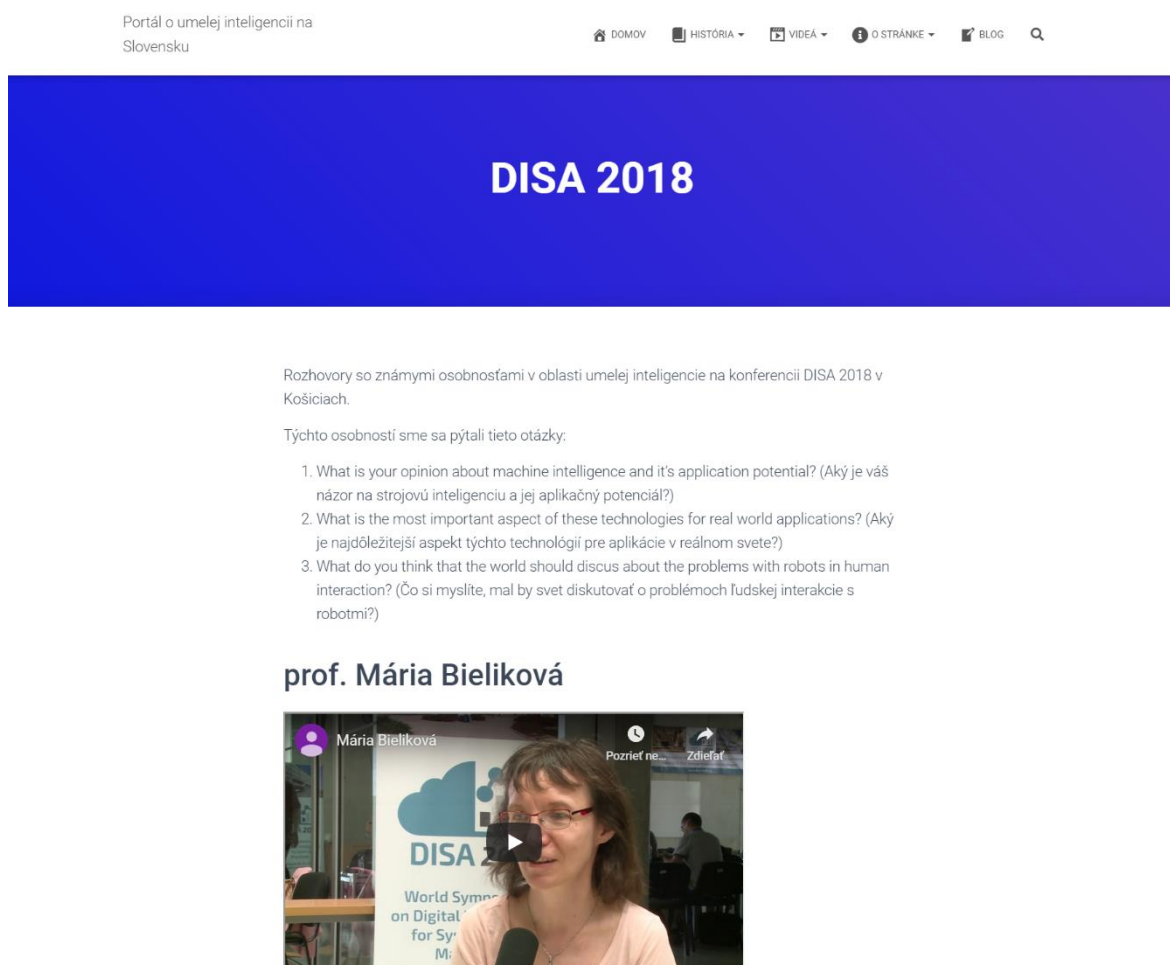 Portál o umelej inteligencii na
Slovensku
DOMOV HISTÓRIA VIDEÁ O STRÁNKE BLOG
DISA 2018
Rozhovory so známymi osobnosťami v oblasti umelej inteligencie na konferencii DISA 2018 v
Košiciach.
Týchto osobností sme sa pýtali tieto otázky:
1. What is your opinion about machine intelligence and it's application potential? (Aký je váš
názor na strojovú inteligenciu a jej aplikačný potenciál?)
2. What is the most important aspect of these technologies for real world applications? (Aký
je najdôležitejší aspekt týchto technológií pre aplikácie v reálnom svete?)
3. What do you think that the world should discus about the problems with robots in human
interaction? (Čo si myslíte, mal by svet diskutovať o problémoch ľudskej interakcie s
robotmi?)
prof. Mária Bieliková
Mária Bieliková
Pozrieť ne... Zdieľať
DISA
World
on Digital
for